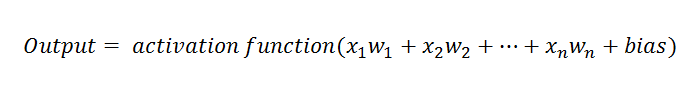 Output = activation function(x₁w₁ + x₂w₂ + ⋯ + xₙwₙ + bias)